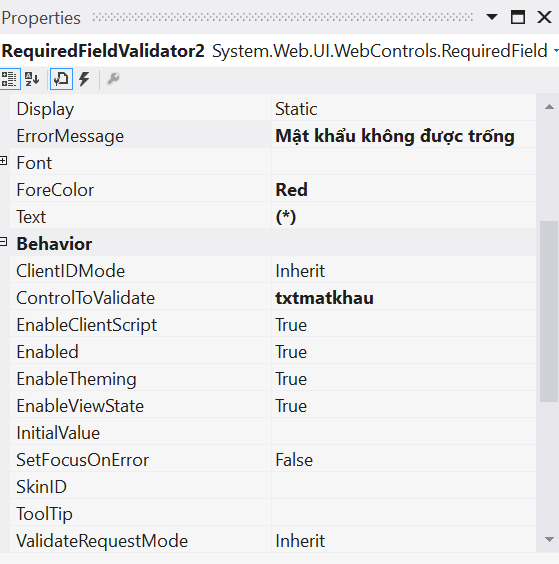 Properties
RequiredFieldValidator2 System.Web.UI.WebControls.RequiredField
Display Static
ErrorMessage Mật khẩu không được trống
Font
ForeColor Red
Text (*)
Behavior
ClientIDMode Inherit
ControlToValidate txtmatkhau
EnableClientScript True
Enabled True
EnableTheming True
EnableViewState True
InitialValue
SetFocusOnError False
SkinID
ToolTip
ValidateRequestMode Inherit